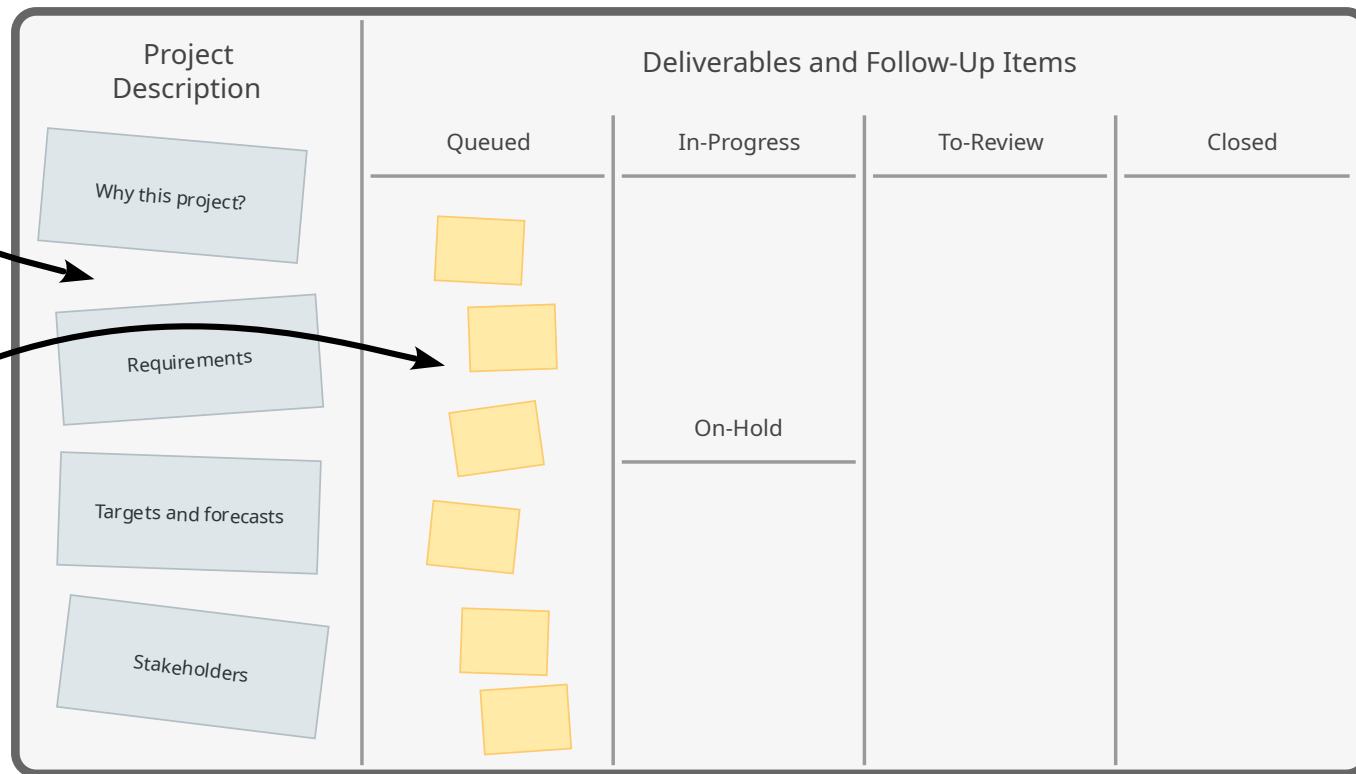 Project
Description
Deliverables and Follow-Up Items
Queued
In-Progress
To-Review
Closed
Why this project?
Requirements
On-Hold
Targets and forecasts
Stakeholders